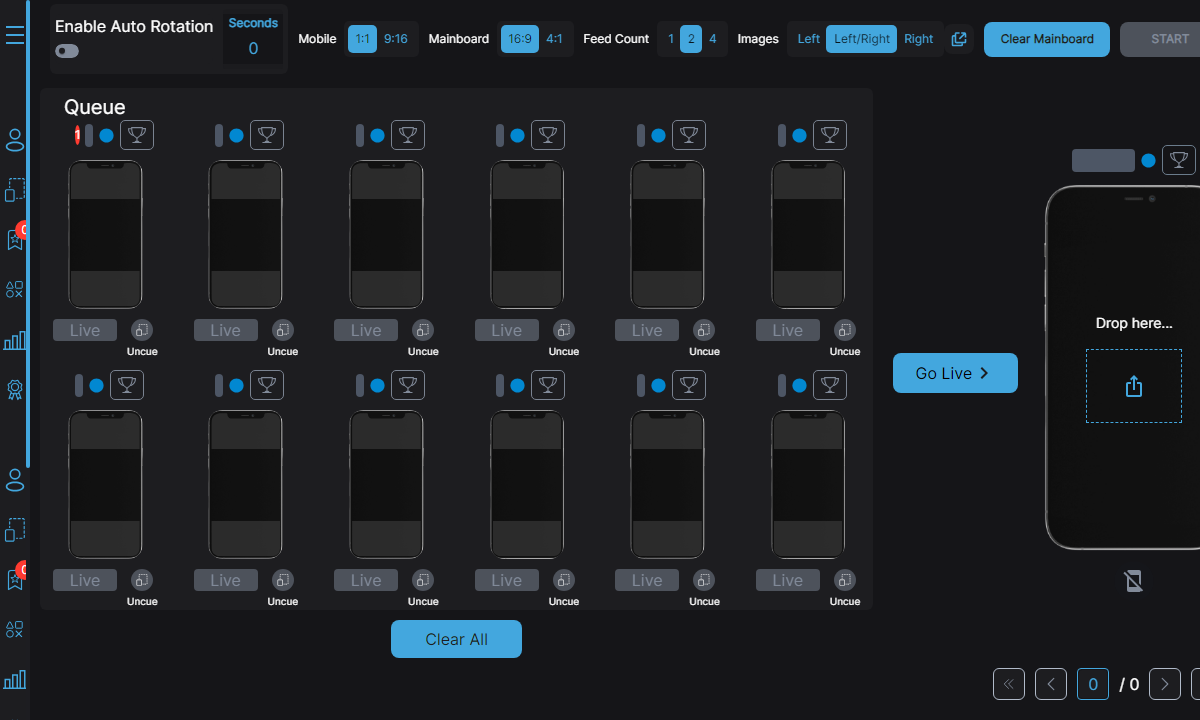 Enable Auto Rotation
Seconds
0
Mobile 1:1 9:16 Mainboard 16:9 4:1 Feed Count 1 2 4 Images Left Left/Right Right Clear Mainboard START
Queue
1
Live Live Live Live Live Live
Uncue Uncue Uncue Uncue Uncue Uncue
Live Live Live Live Live Live
Uncue Uncue Uncue Uncue Uncue Uncue
Clear All
Go Live
Drop here...
0 / 0